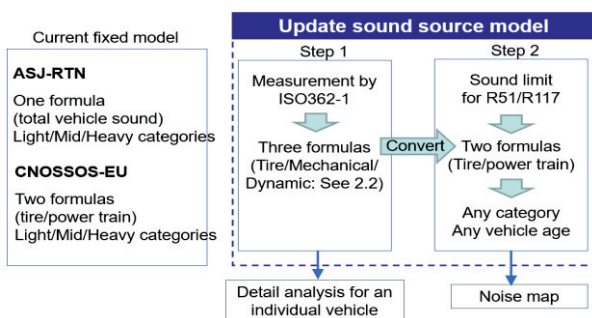 Current fixed model
ASJ-RTN
One formula
(total vehicle sound)
Light/Mid/Heavy categories
CNOSSOS-EU
Two formulas
(tire/power train)
Light/Mid/Heavy categories
Update sound source model
Step 1
Measurement by
ISO362-1
Three formulas
(Tire/Mechanical/
Dynamic: See 2.2)
Convert
Step 2
Sound limit
for R51/R117
Two formulas
(Tire/power train)
Any category
Any vehicle age
Detail analysis for an
individual vehicle
Noise map